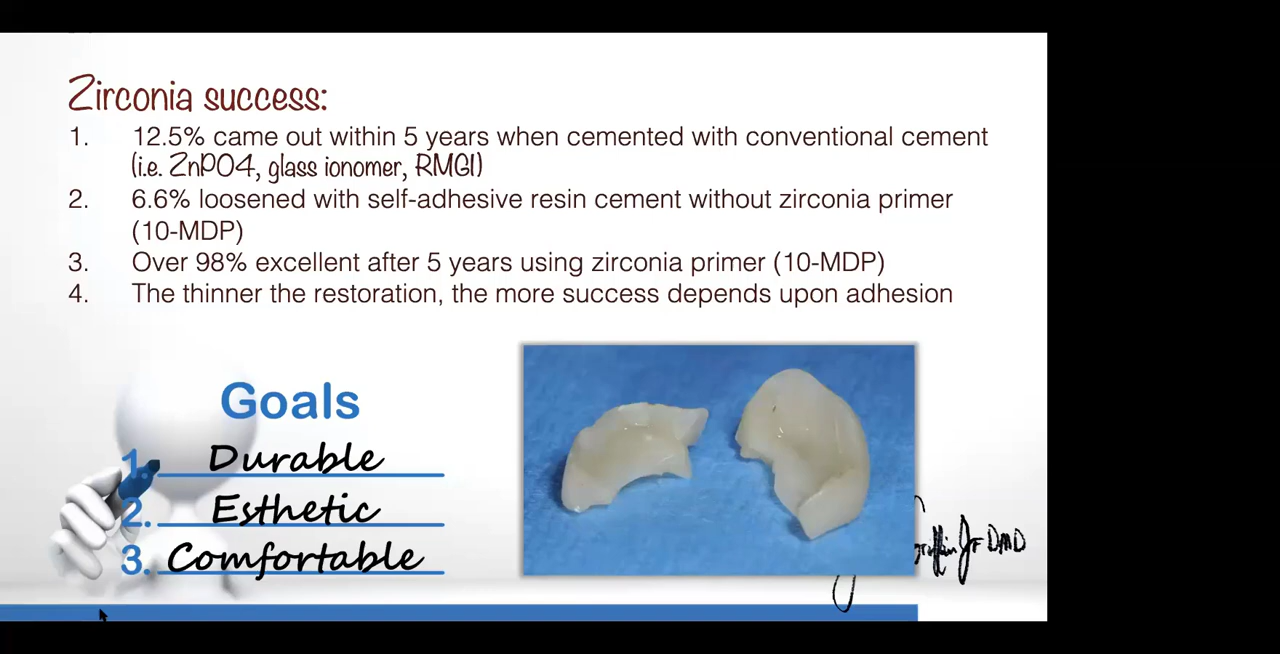 Zirconia success:
1. 12.5% came out within 5 years when cemented with conventional cement
(i.e. ZnPO4, glass ionomer, RMGI)
2. 6.6% loosened with self-adhesive resin cement without zirconia primer
(10-MDP)
3. Over 98% excellent after 5 years using zirconia primer (10-MDP)
4. The thinner the restoration, the more success depends upon adhesion
Goals
1. Durable
2. Esthetic
3. Comfortable
Jr DMD